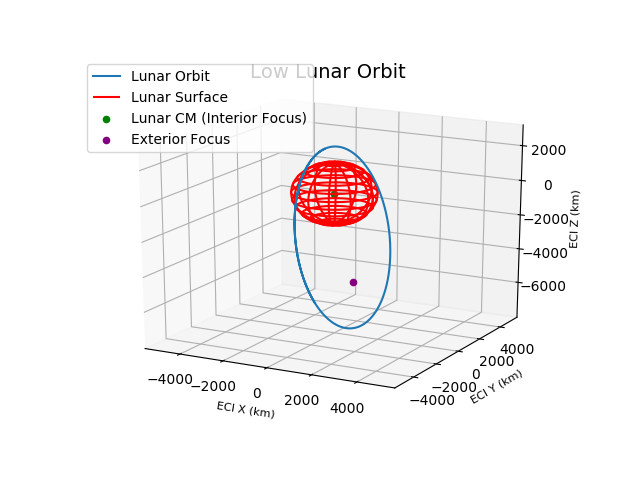 Low Lunar Orbit
Lunar Orbit
Lunar Surface
Lunar CM (Interior Focus)
Exterior Focus
2000
0
−2000
−4000
−6000
ECI Z (km)
4000
2000
0
−2000
−4000
ECI Y (km)
−4000
−2000
0
2000
4000
ECI X (km)